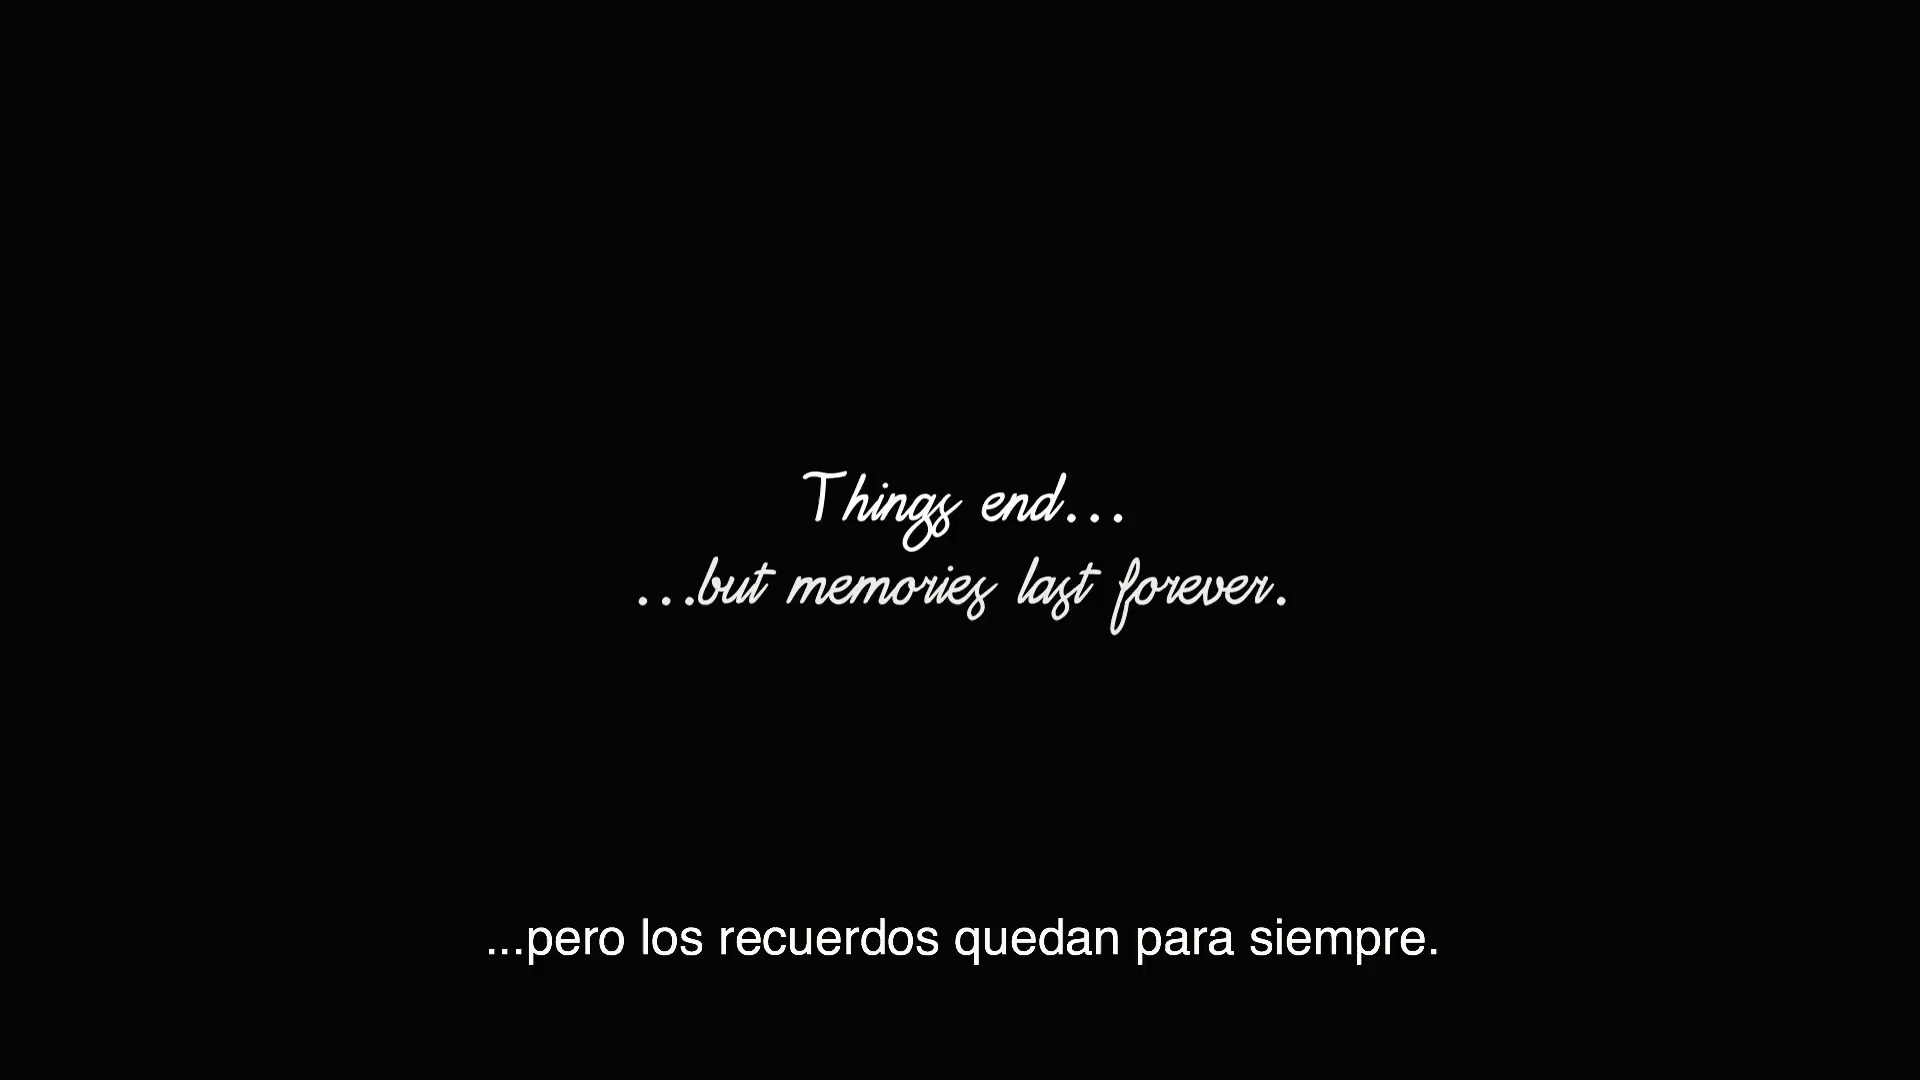 Things end...
...but memories last forever.
...pero los recuerdos quedan para siempre.